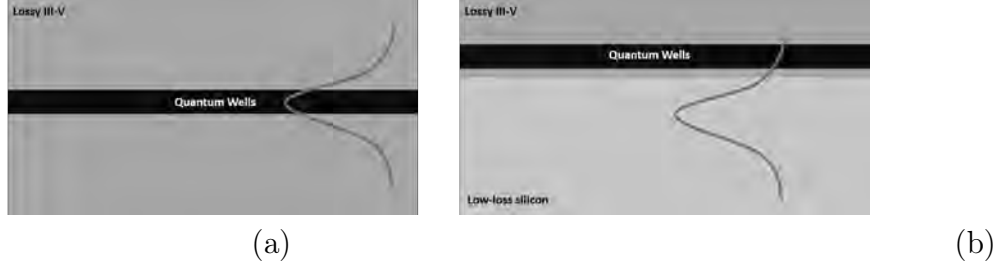 Lossy III-V
Quantum Wells
Lossy III-V
Quantum Wells
Low-loss silicon
(a)
(b)